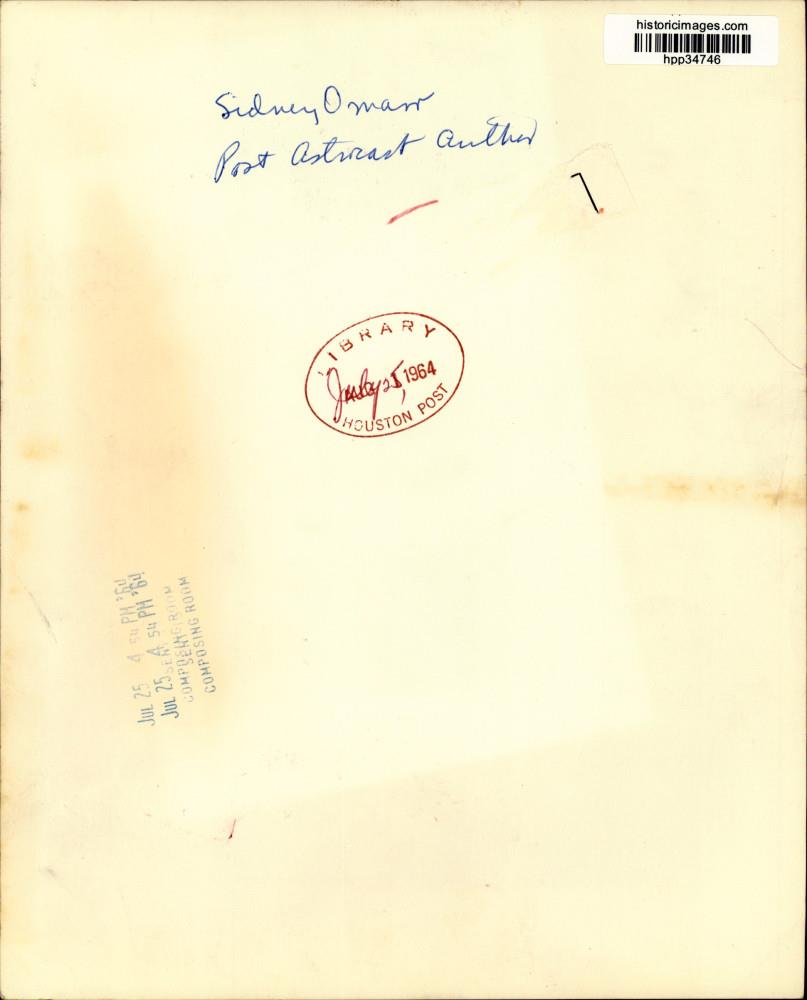 historicimages.com
hpp34746
Sidney Omarr
Post Astrocast Author
LIBRARY
July 25, 1964
HOUSTON POST
JUL 25 4 54 PM '64
JUL 25 4 54 PM '64
COMPOSING ROOM
COMPOSING ROOM